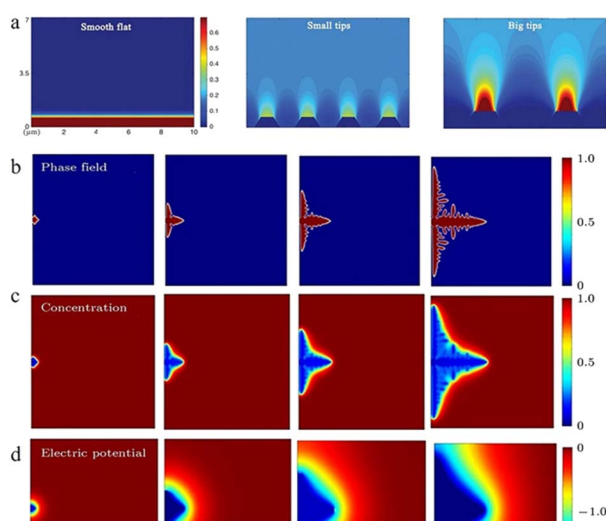 a
Smooth flat
Small tips
Big tips
7
3.5
(μm)
2
4
6
8
10
0.6
0.5
0.4
0.3
0.2
0.1
0
b
Phase field
1.0
0.5
0
c
Concentration
1.0
0.5
0
d
Electric potential
0
−1.0